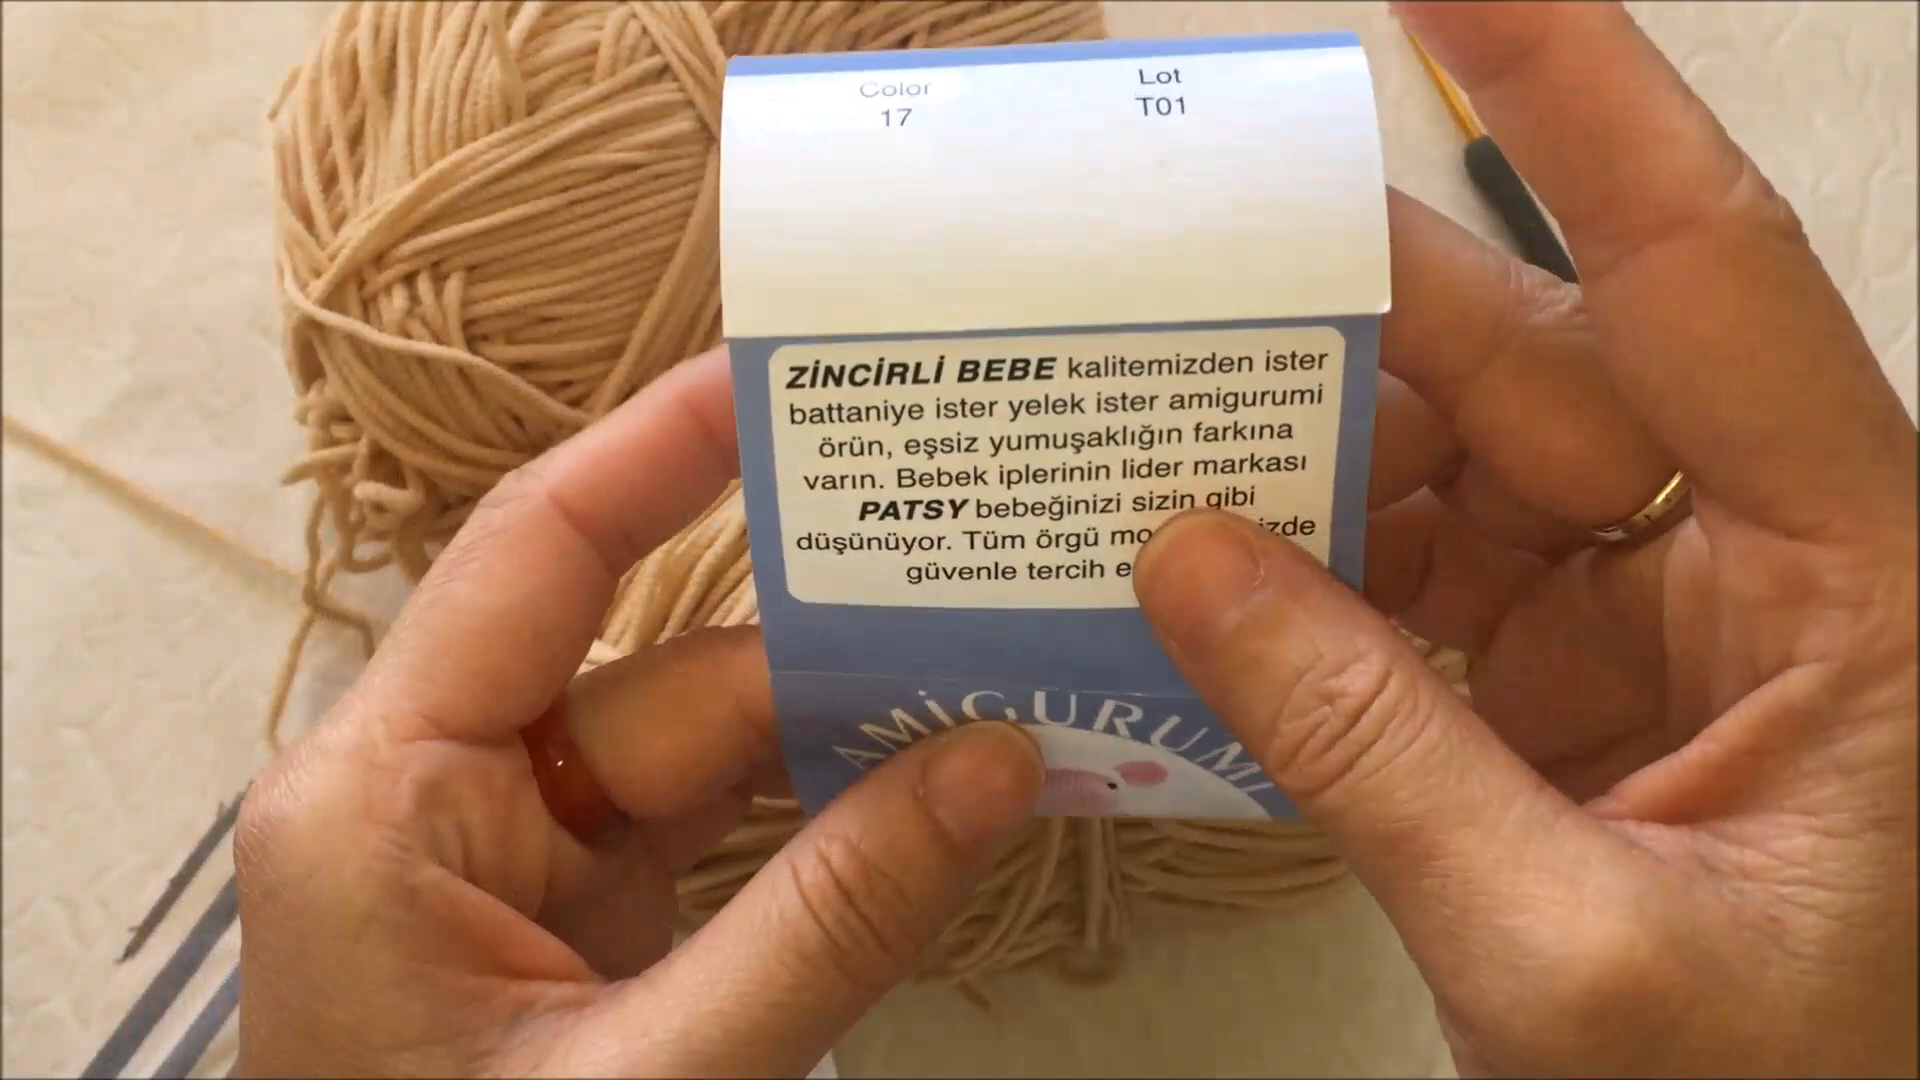 Color Lot
17 T01
ZİNCİRLİ BEBE kalitemizden ister
battaniye ister yelek ister amigurumi
örün, eşsiz yumuşaklığın farkına
varın. Bebek iplerinin lider markası
PATSY bebeğinizi sizin gibi
düşünüyor. Tüm örgü
güvenle tercih
AMİGURUMİ